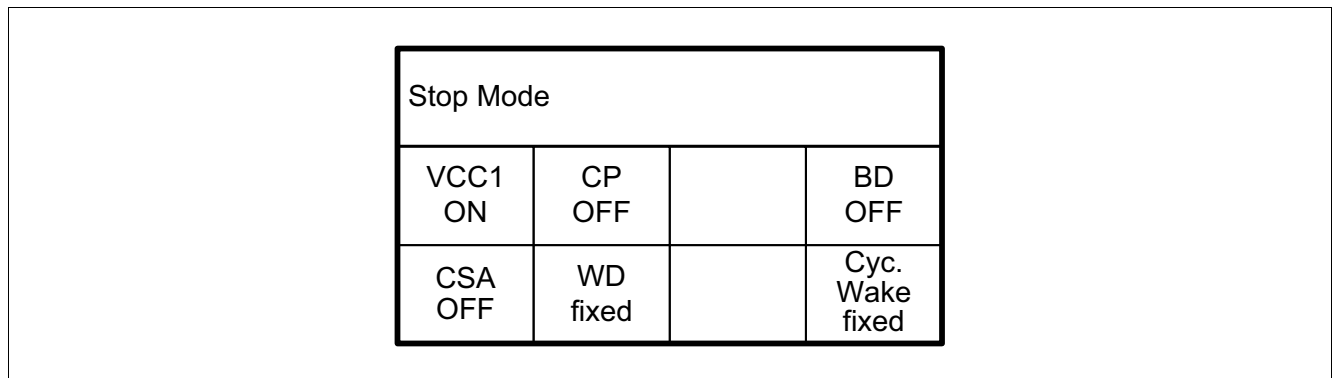 Stop Mode
VCC1
ON
CP
OFF
BD
OFF
CSA
OFF
WD
fixed
Cyc.
Wake
fixed